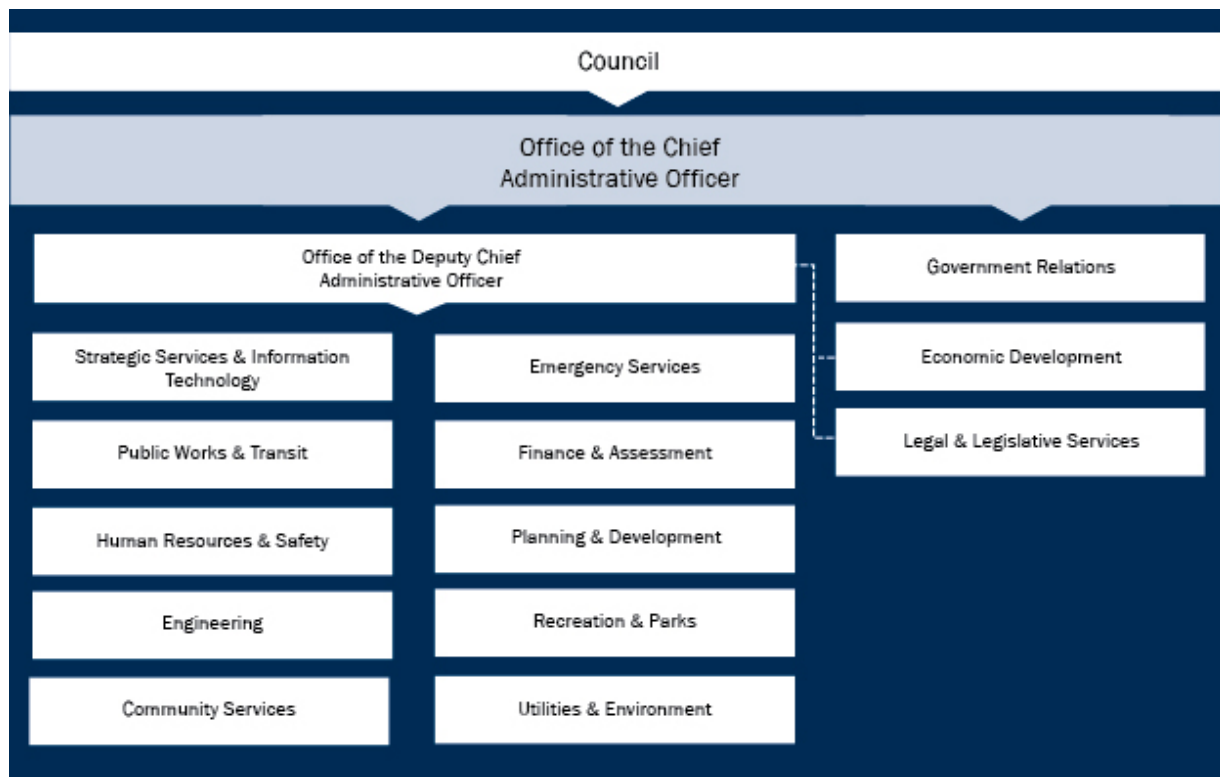 Council
Office of the Chief
Administrative Officer
Office of the Deputy Chief
Administrative Officer
Government Relations
Strategic Services & Information
Technology
Emergency Services
Economic Development
Public Works & Transit
Finance & Assessment
Legal & Legislative Services
Human Resources & Safety
Planning & Development
Engineering
Recreation & Parks
Community Services
Utilities & Environment